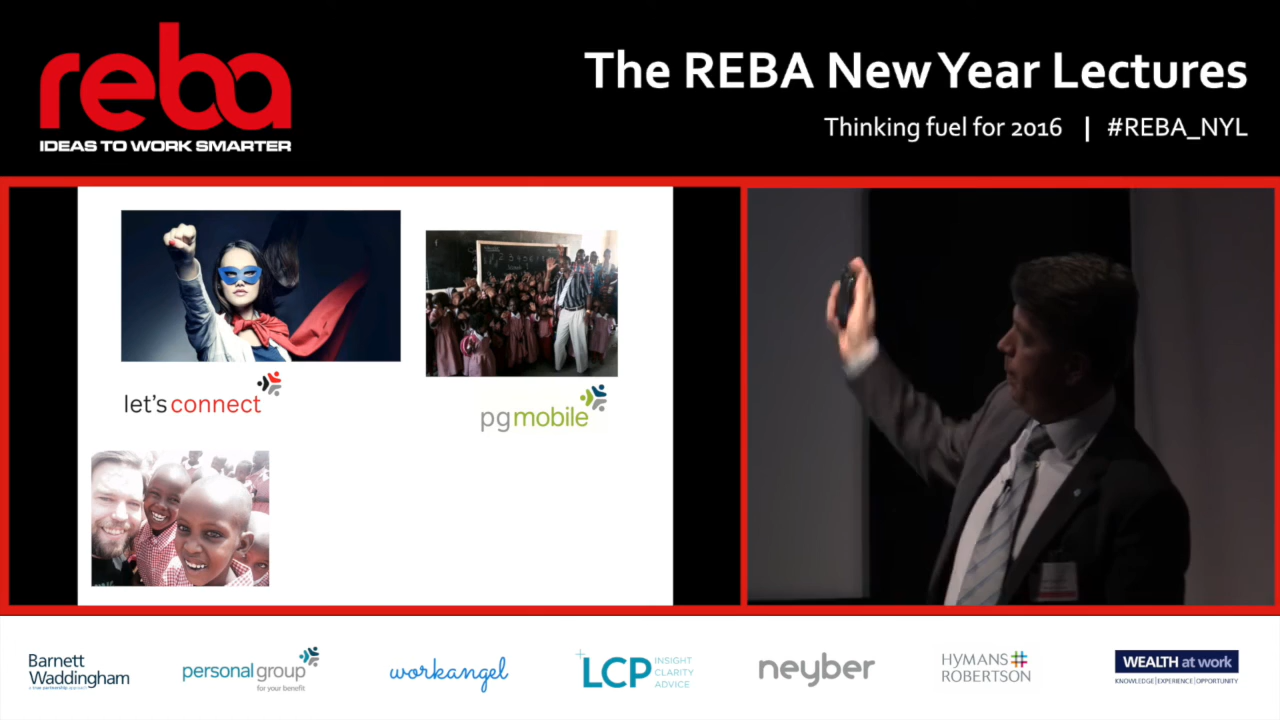 reba
IDEAS TO WORK SMARTER
The REBA New Year Lectures
Thinking fuel for 2016 | #REBA_NYL
let's connect
pgmobile
Barnett
Waddingham
personal group
for your benefit
workangel
LCP INSIGHT
CLARITY
ADVICE
neyber
HYMANS
ROBERTSON
WEALTH at work
KNOWLEDGE | EXPERIENCE | OPPORTUNITY